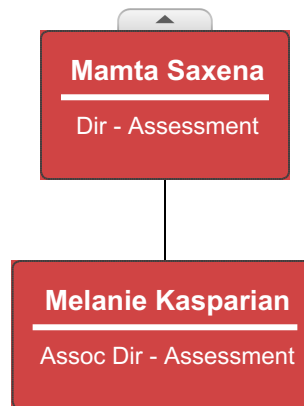 Mamta Saxena
Dir - Assessment
Melanie Kasparian
Assoc Dir - Assessment